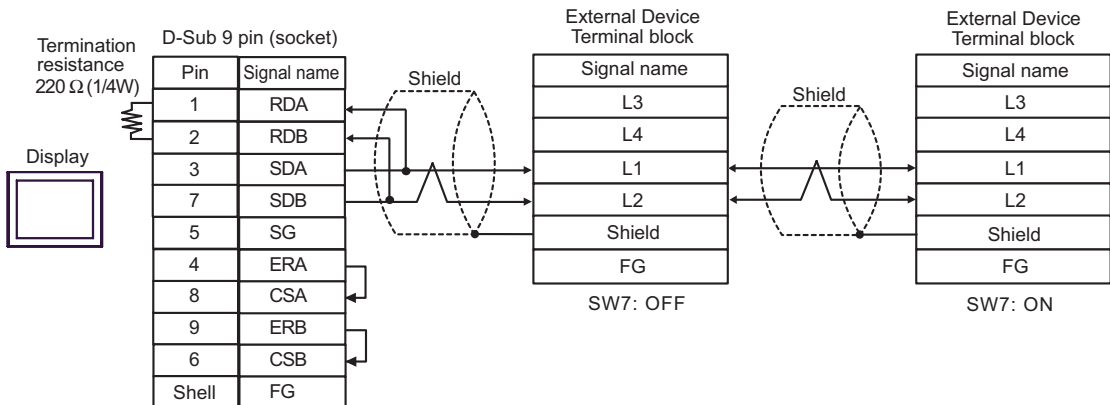 Termination
resistance
220 Ω (1/4W)
Display
D-Sub 9 pin (socket)
Pin Signal name
1 RDA
2 RDB
3 SDA
7 SDB
5 SG
4 ERA
8 CSA
9 ERB
6 CSB
Shell FG
Shield
External Device
Terminal block
Signal name
L3
L4
L1
L2
Shield
FG
SW7: OFF
Shield
External Device
Terminal block
Signal name
L3
L4
L1
L2
Shield
FG
SW7: ON